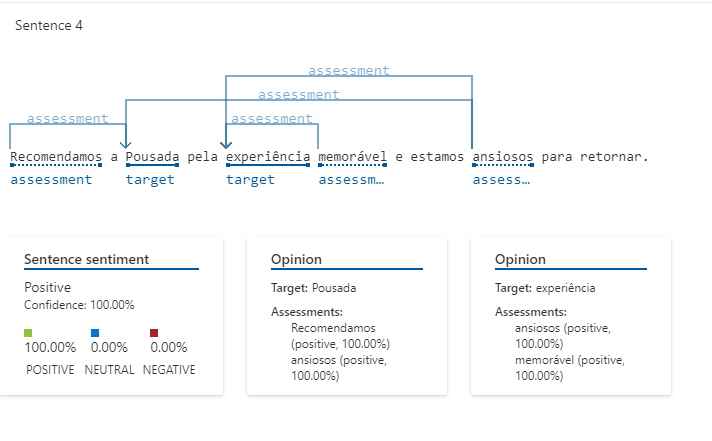 Sentence 4
assessment
assessment
assessment assessment
Recomendamos a Pousada pela experiência memorável e estamos ansiosos para retornar.
assessment target target assessm… assess…
Sentence sentiment
Positive
Confidence: 100.00%
100.00% 0.00% 0.00%
POSITIVE NEUTRAL NEGATIVE
Opinion
Target: Pousada
Assessments:
Recomendamos
(positive, 100.00%)
ansiosos (positive,
100.00%)
Opinion
Target: experiência
Assessments:
ansiosos (positive,
100.00%)
memorável (positive,
100.00%)